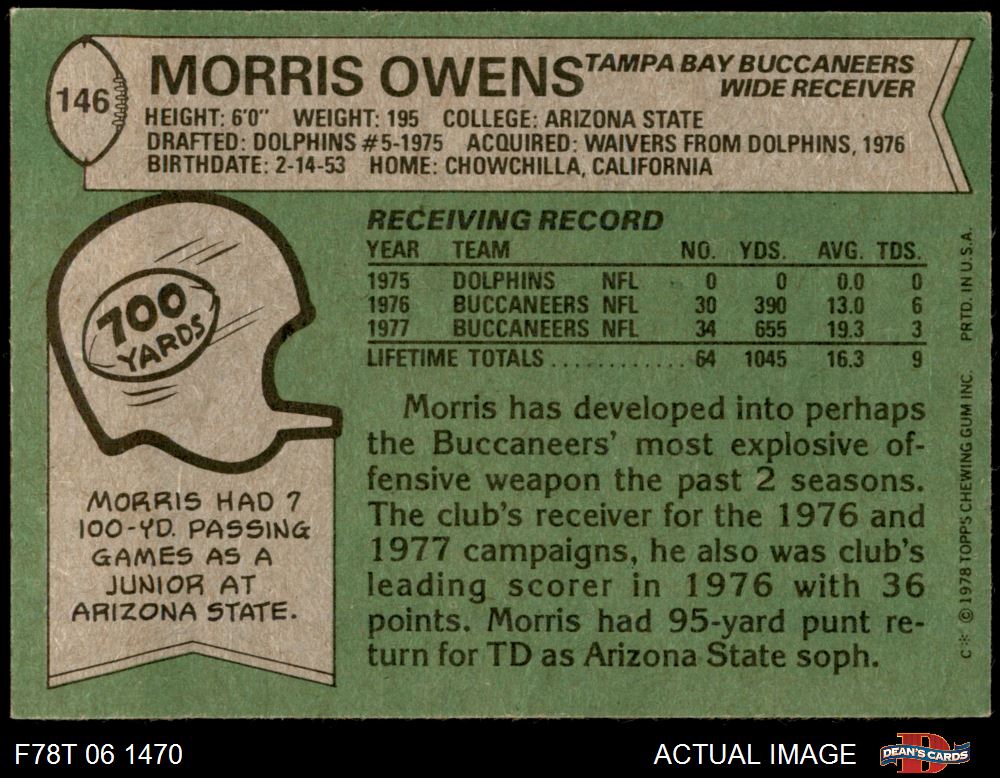 146
MORRIS OWENS
TAMPA BAY BUCCANEERS
WIDE RECEIVER
HEIGHT: 6'0" WEIGHT: 195 COLLEGE: ARIZONA STATE
DRAFTED: DOLPHINS #5-1975 ACQUIRED: WAIVERS FROM DOLPHINS, 1976
BIRTHDATE: 2-14-53 HOME: CHOWCHILLA, CALIFORNIA
700
YARDS
MORRIS HAD 7
100-YD. PASSING
GAMES AS A
JUNIOR AT
ARIZONA STATE.
RECEIVING RECORD
YEAR TEAM NO. YDS. AVG. TDS.
1975 DOLPHINS NFL 0 0 0.0 0
1976 BUCCANEERS NFL 30 390 13.0 6
1977 BUCCANEERS NFL 34 655 19.3 3
LIFETIME TOTALS ............ 64 1045 16.3 9
Morris has developed into perhaps
the Buccaneers' most explosive of-
fensive weapon the past 2 seasons.
The club's receiver for the 1976 and
1977 campaigns, he also was club's
leading scorer in 1976 with 36
points. Morris had 95-yard punt re-
turn for TD as Arizona State soph.
C* © 1978 TOPPS CHEWING GUM INC. PRTD. IN U.S.A.
F78T 06 1470
ACTUAL IMAGE
D
DEAN'S CARDS